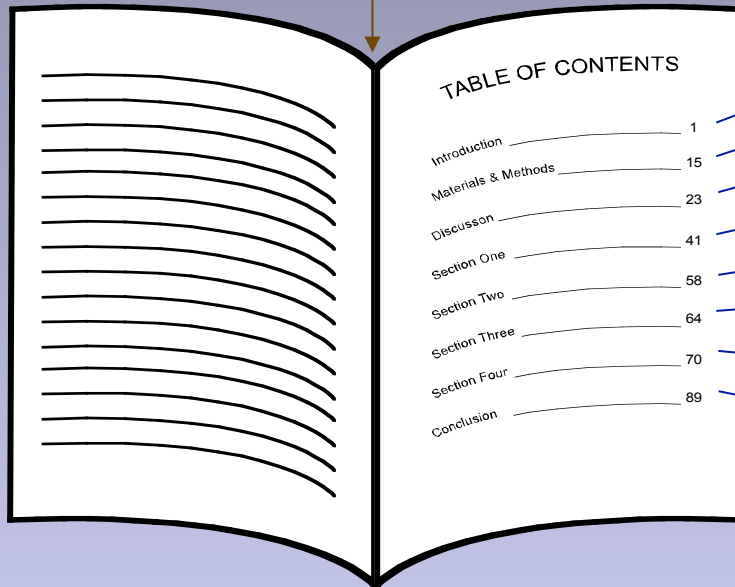 TABLE OF CONTENTS
Introduction 1
Materials & Methods 15
Discusson 23
Section One 41
Section Two 58
Section Three 64
Section Four 70
Conclusion 89